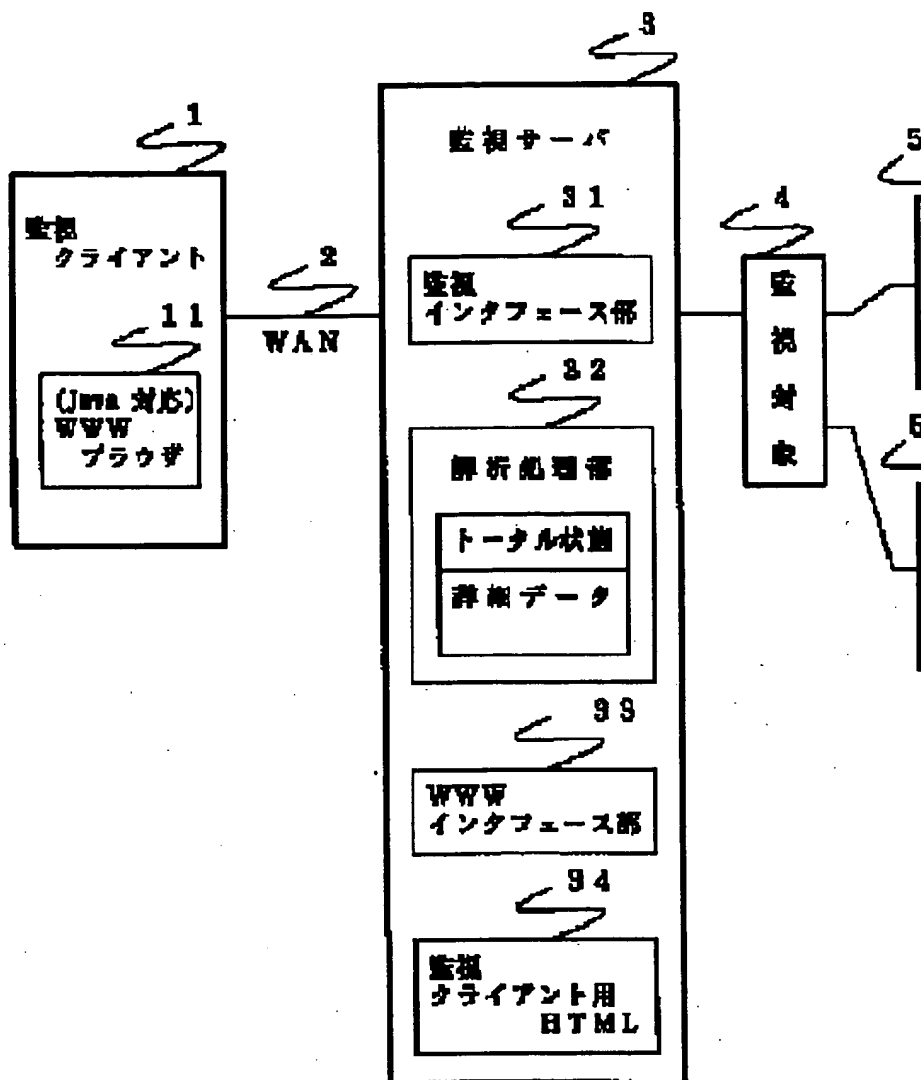 3
監視サーバ
1
監視
クライアント
11
(Java 対応)
WWW
ブラウザ
2
WAN
31
監視
インタフェース部
32
解析処理部
トータル状態
詳細データ
33
WWW
インタフェース部
34
監視
クライアント用
HTML
4
監視対象
5
6